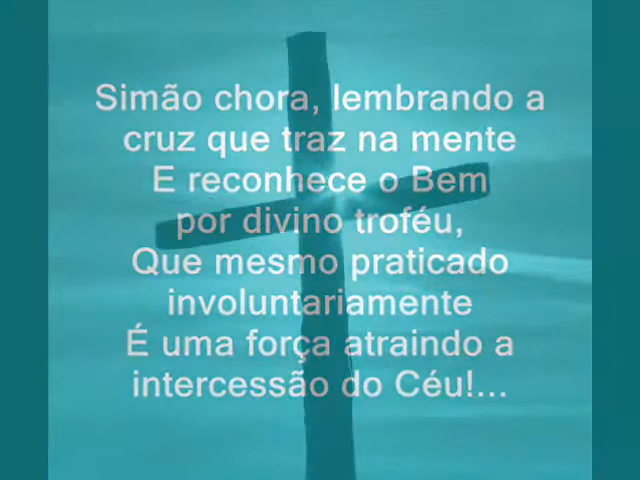 Simão chora, lembrando a
cruz que traz na mente
E reconhece o Bem
por divino troféu,
Que mesmo praticado
involuntariamente
É uma força atraindo a
intercessão do Céu!...